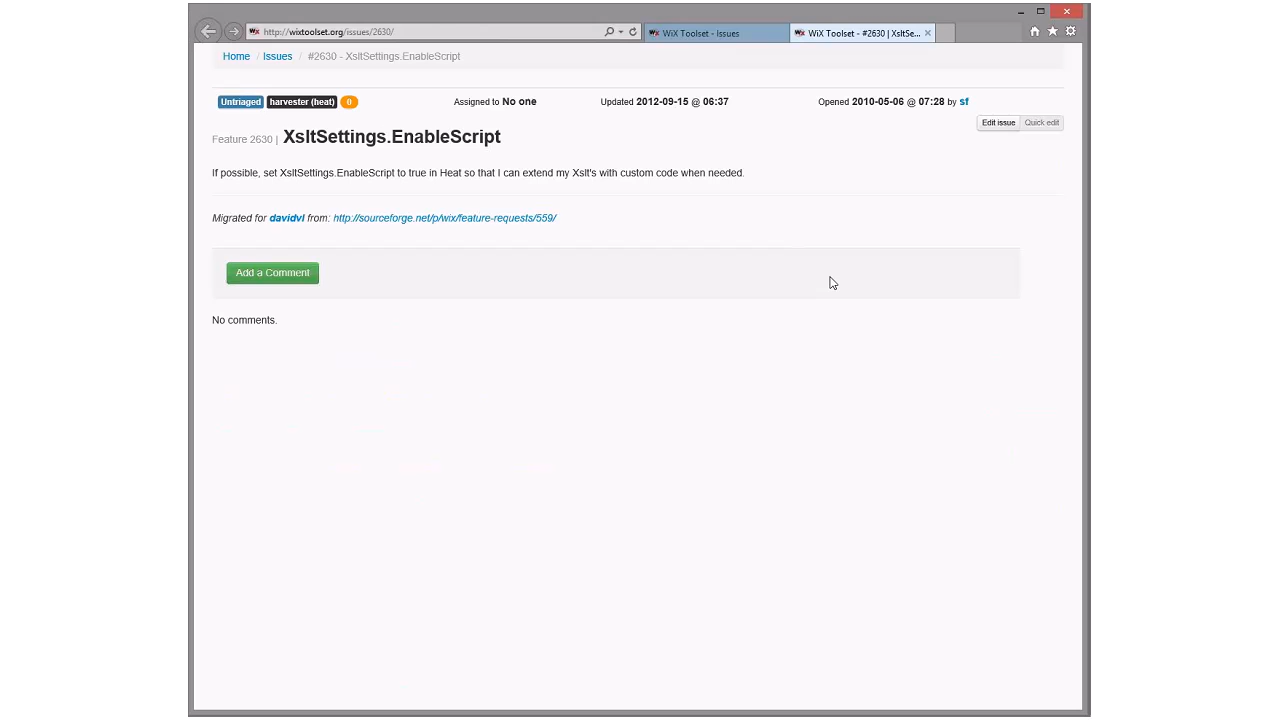 http://wixtoolset.org/issues/2630/
WiX Toolset - Issues
WiX Toolset - #2630 | XsltSe...
Home / Issues / #2630 - XsltSettings.EnableScript
Untriaged harvester (heat) 0 Assigned to No one Updated 2012-09-15 @ 06:37 Opened 2010-05-06 @ 07:28 by sf
Edit issue Quick edit
Feature 2630 | XsltSettings.EnableScript
If possible, set XsltSettings.EnableScript to true in Heat so that I can extend my Xslt's with custom code when needed.
Migrated for davidvl from: http://sourceforge.net/p/wix/feature-requests/559/
Add a Comment
No comments.